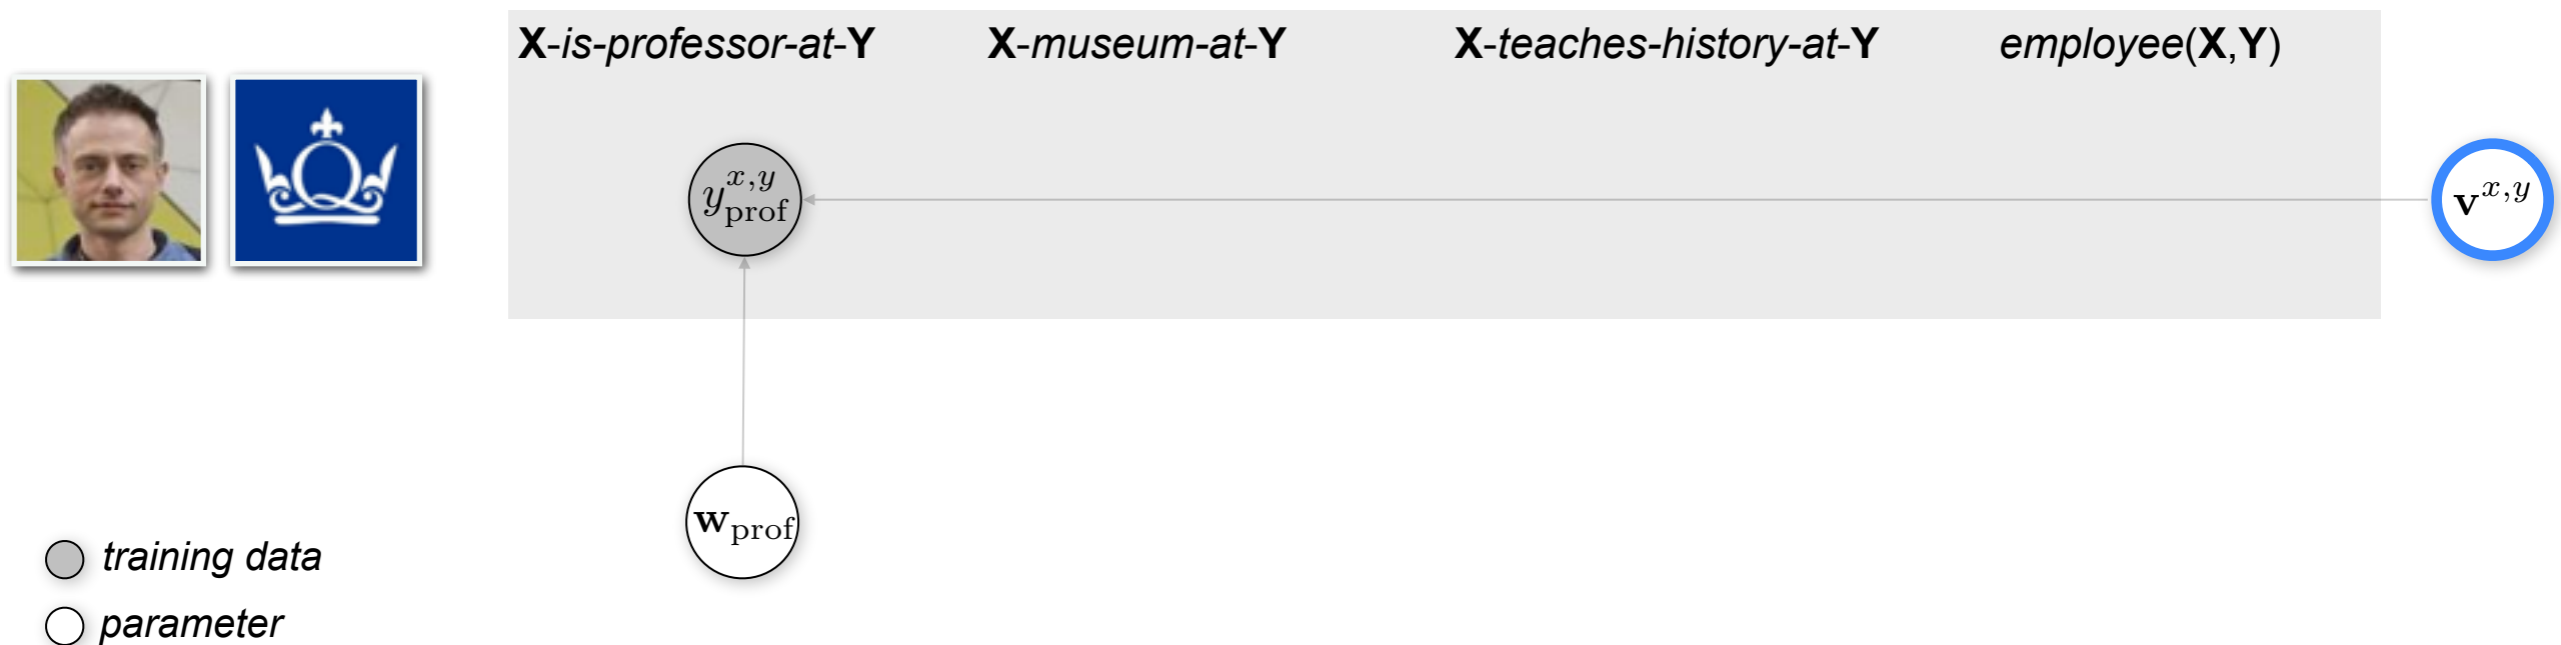 X-is-professor-at-Y X-museum-at-Y X-teaches-history-at-Y employee(X,Y)
y^{x,y}_{prof} v^{x,y}
w_{prof}
training data
parameter